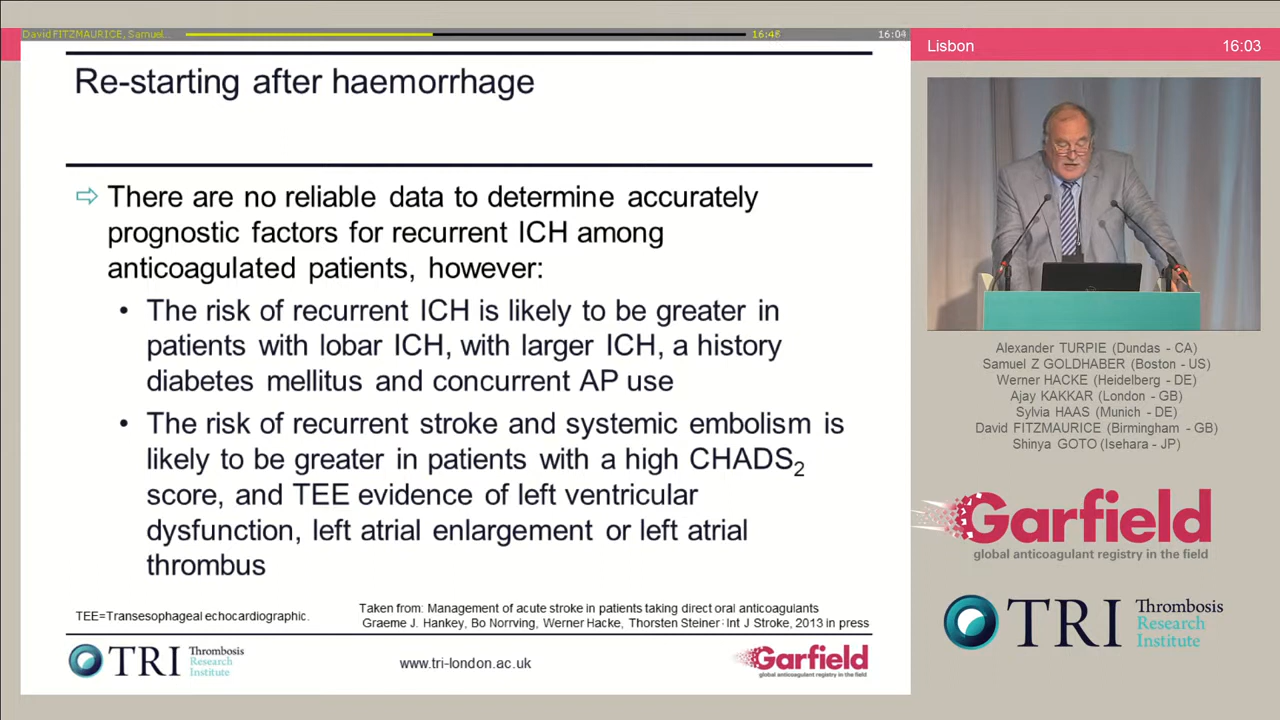 David FITZMAURICE, Samuel...
16:46
16:04
Lisbon
16:03
Re-starting after haemorrhage
There are no reliable data to determine accurately
prognostic factors for recurrent ICH among
anticoagulated patients, however:
• The risk of recurrent ICH is likely to be greater in
patients with lobar ICH, with larger ICH, a history
diabetes mellitus and concurrent AP use
• The risk of recurrent stroke and systemic embolism is
likely to be greater in patients with a high CHADS2
score, and TEE evidence of left ventricular
dysfunction, left atrial enlargement or left atrial
thrombus
TEE=Transesophageal echocardiographic.
Taken from: Management of acute stroke in patients taking direct oral anticoagulants
Graeme J. Hankey, Bo Norrving, Werner Hacke, Thorsten Steiner · Int J Stroke, 2013 in press
TRI Thrombosis
Research
Institute
www.tri-london.ac.uk
Garfield
global anticoagulant registry in the field
Alexander TURPIE (Dundas - CA)
Samuel Z GOLDHABER (Boston - US)
Werner HACKE (Heidelberg - DE)
Ajay KAKKAR (London - GB)
Sylvia HAAS (Munich - DE)
David FITZMAURICE (Birmingham - GB)
Shinya GOTO (Isehara - JP)
Garfield
global anticoagulant registry in the field
TRI Thrombosis
Research
Institute